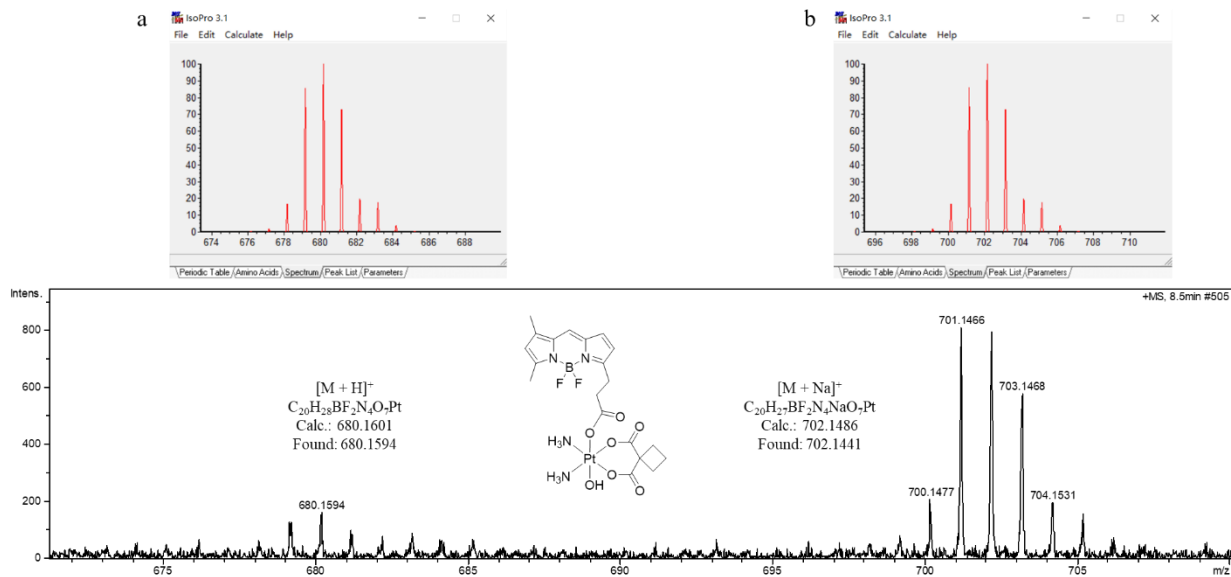 a
IsoPro 3.1
File Edit Calculate Help
100
90
80
70
60
50
40
30
20
10
0
674 676 678 680 682 684 686 688
Periodic Table Amino Acids Spectrum Peak List Parameters
b
IsoPro 3.1
File Edit Calculate Help
100
90
80
70
60
50
40
30
20
10
0
696 698 700 702 704 706 708 710
Periodic Table Amino Acids Spectrum Peak List Parameters
Intens.
+MS, 8.5min #505
800
600
400
200
0
[M + H]⁺
C₂₀H₂₈BF₂N₄O₇Pt
Calc.: 680.1601
Found: 680.1594
N B N
F F
O
O
H₃N O O
Pt
H₃N O O
OH
[M + Na]⁺
C₂₀H₂₇BF₂N₄NaO₇Pt
Calc.: 702.1486
Found: 702.1441
680.1594
700.1477
701.1466
703.1468
704.1531
675 680 685 690 695 700 705 m/z